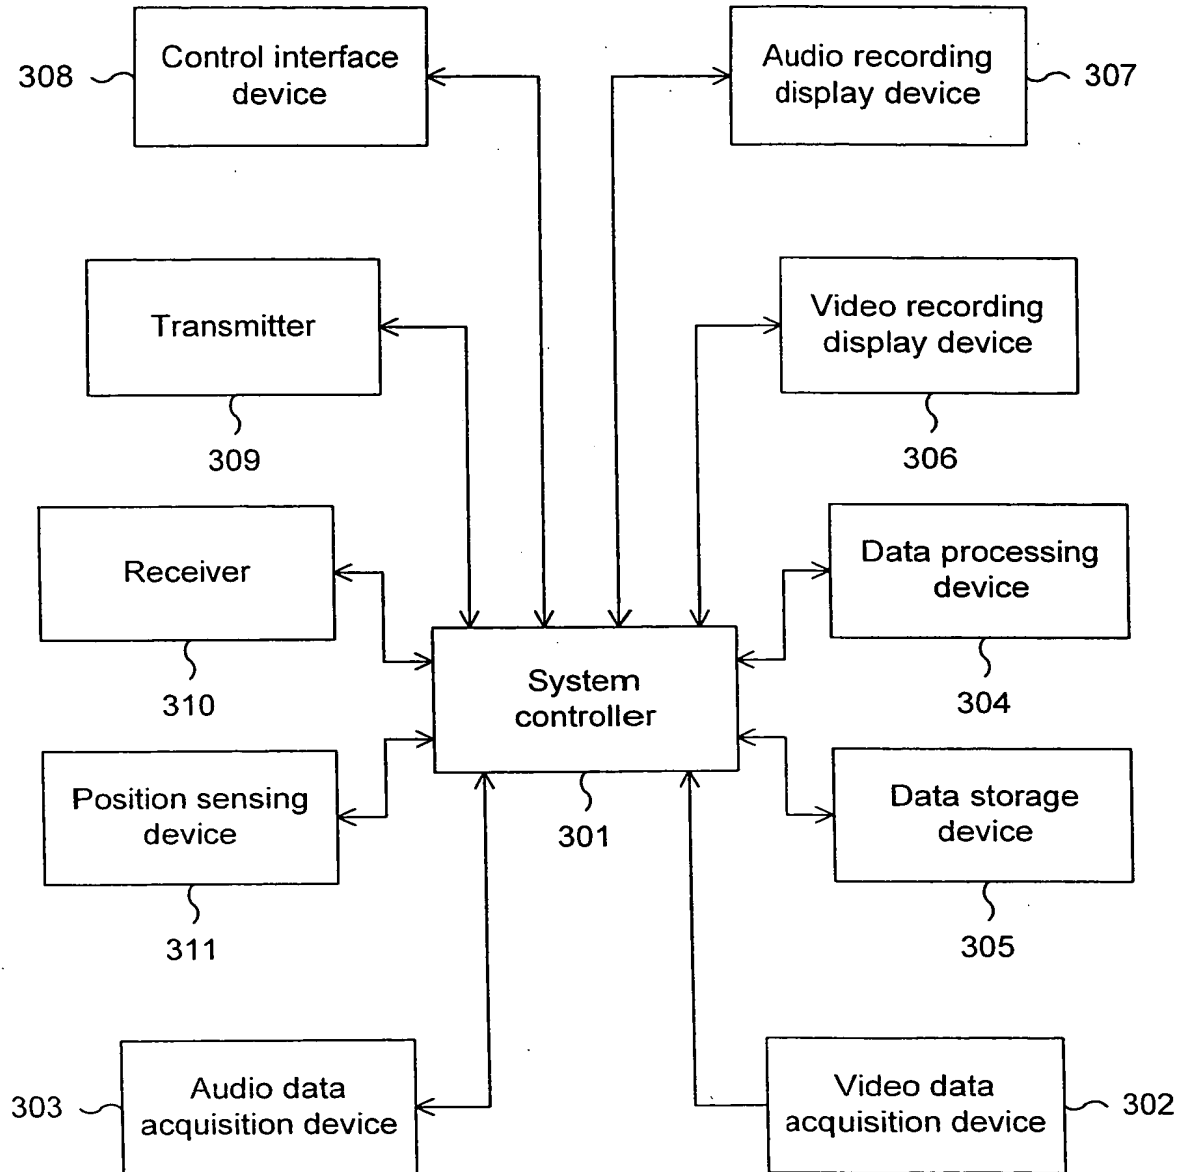 Control interface
device
308
Audio recording
display device
307
Transmitter
309
Video recording
display device
306
Receiver
310
Data processing
device
304
System
controller
301
Position sensing
device
311
Data storage
device
305
Audio data
acquisition device
303
Video data
acquisition device
302